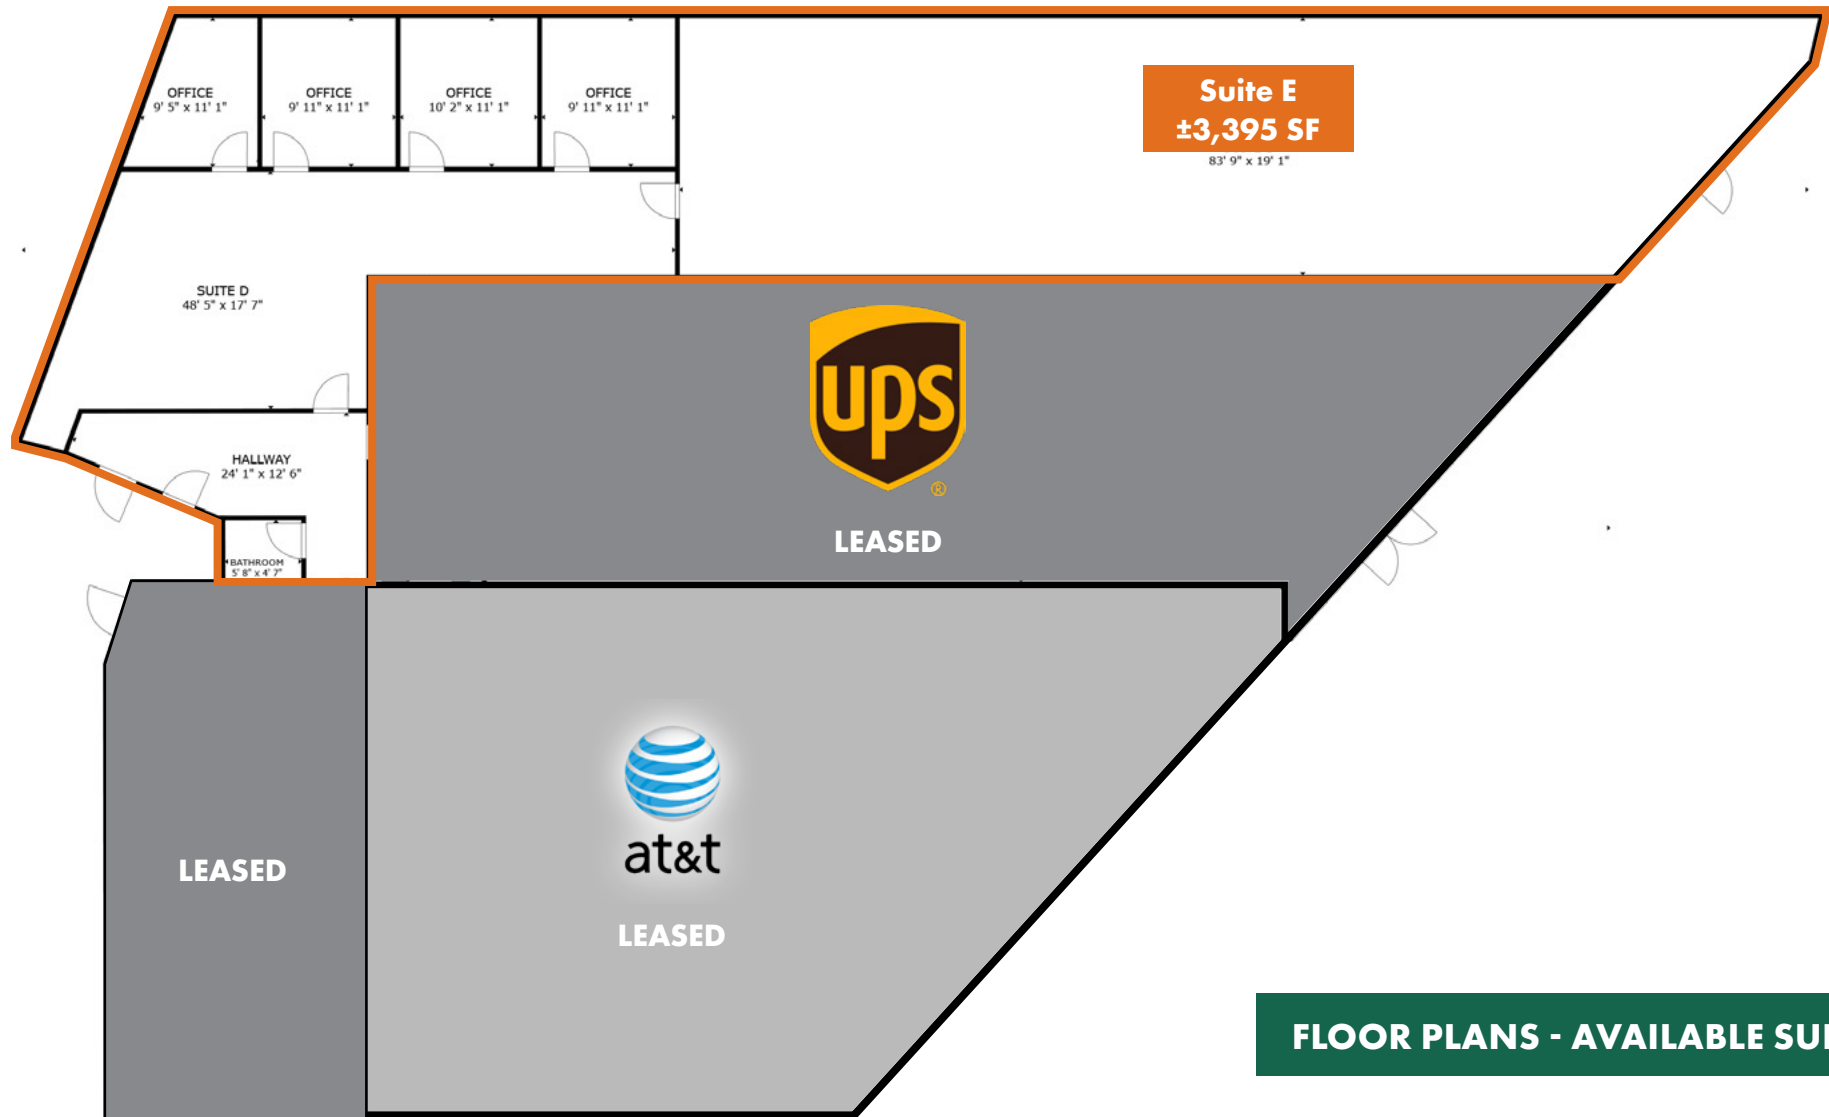 OFFICE
9' 5" x 11' 1"
OFFICE
9' 11" x 11' 1"
OFFICE
10' 2" x 11' 1"
OFFICE
9' 11" x 11' 1"
Suite E
±3,395 SF
83' 9" x 19' 1"
SUITE D
48' 5" x 17' 7"
HALLWAY
24' 1" x 12' 6"
BATHROOM
5' 8" x 4' 7"
ups
®
LEASED
LEASED
at&t
LEASED
FLOOR PLANS - AVAILABLE SUI